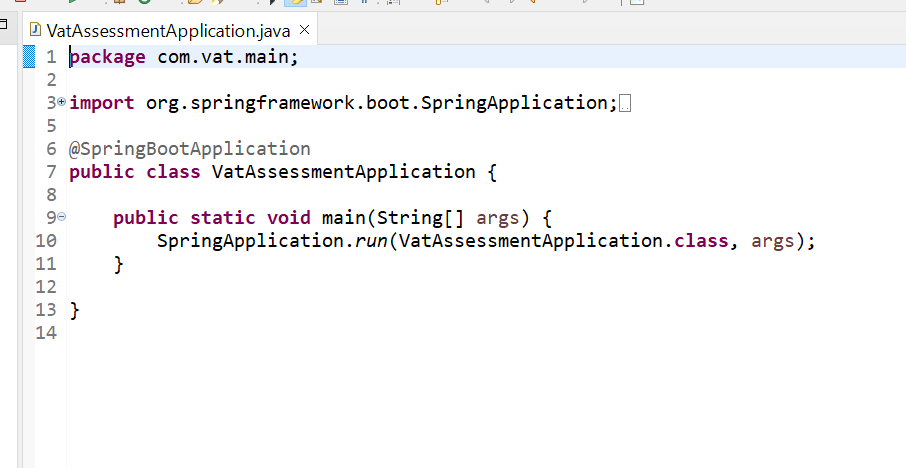 VatAssessmentApplication.java
1 package com.vat.main;
2
3 import org.springframework.boot.SpringApplication;
5
6 @SpringBootApplication
7 public class VatAssessmentApplication {
8
9 public static void main(String[] args) {
10 SpringApplication.run(VatAssessmentApplication.class, args);
11 }
12
13 }
14